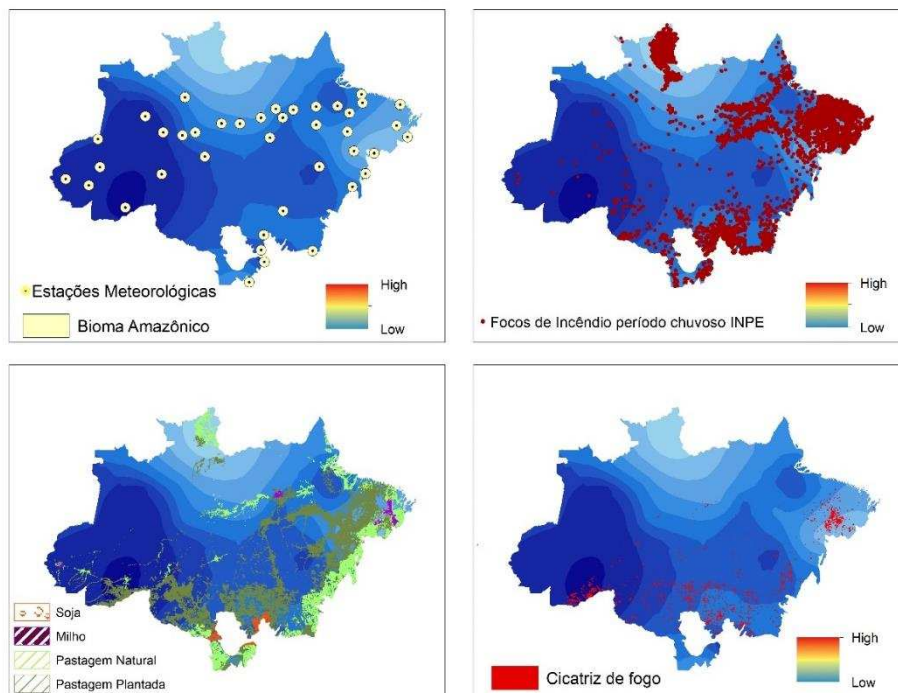 Estações Meteorológicas
Bioma Amazônico
High
Low
Focos de Incêndio período chuvoso INPE
High
Low
Soja
Milho
Pastagem Natural
Pastagem Plantada
Cicatriz de fogo
High
Low